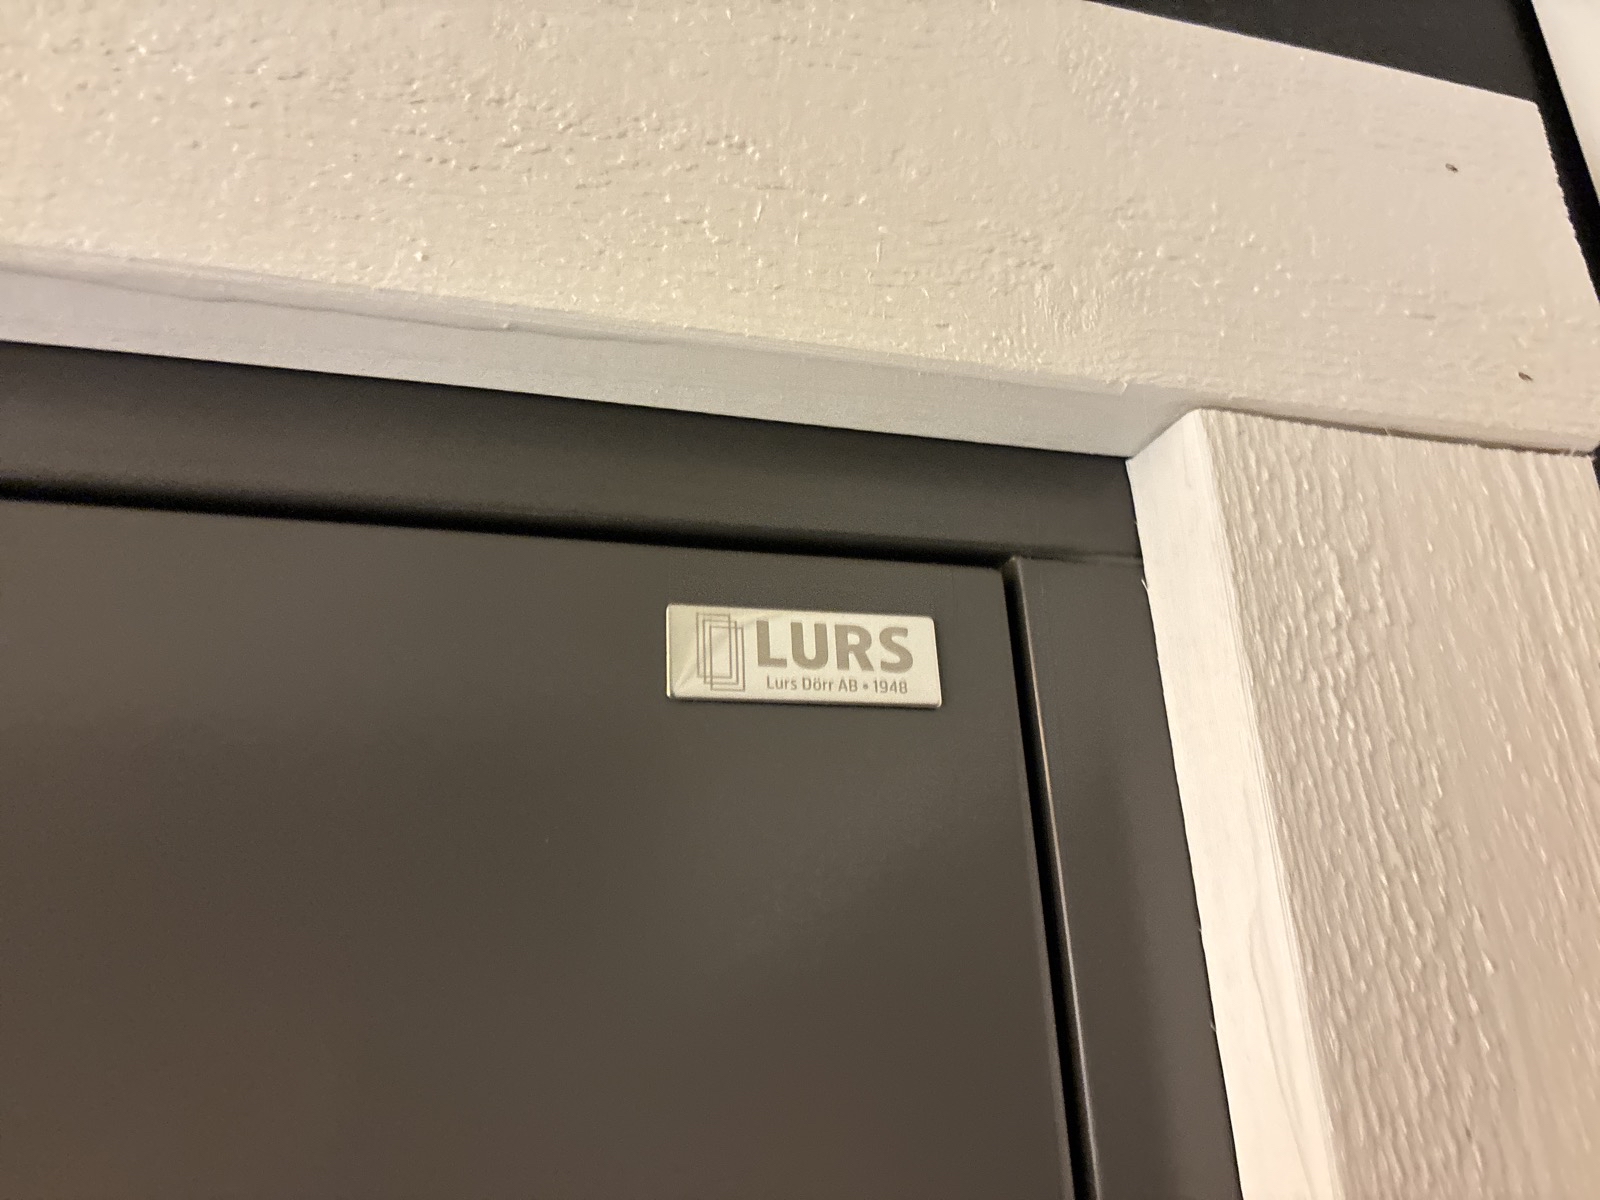 LURS
Lurs Dörr AB • 1948